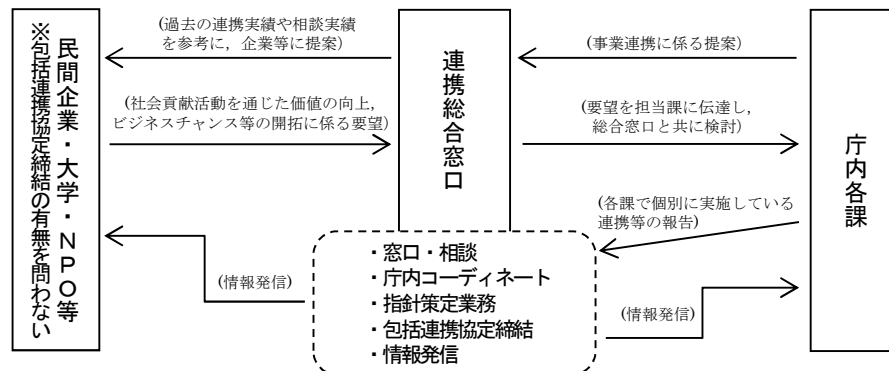 民間企業・大学・ＮＰＯ等
※包括連携協定締結の有無を問わない
(過去の連携実績や相談実績
を参考に，企業等に提案)
(社会貢献活動を通じた価値の向上，
ビジネスチャンス等の開拓に係る要望)
(情報発信)
連携総合窓口
・窓口・相談
・庁内コーディネート
・指針策定業務
・包括連携協定締結
・情報発信
(事業連携に係る提案)
(要望を担当課に伝達し，
総合窓口と共に検討)
(各課で個別に実施している
連携等の報告)
(情報発信)
庁内各課